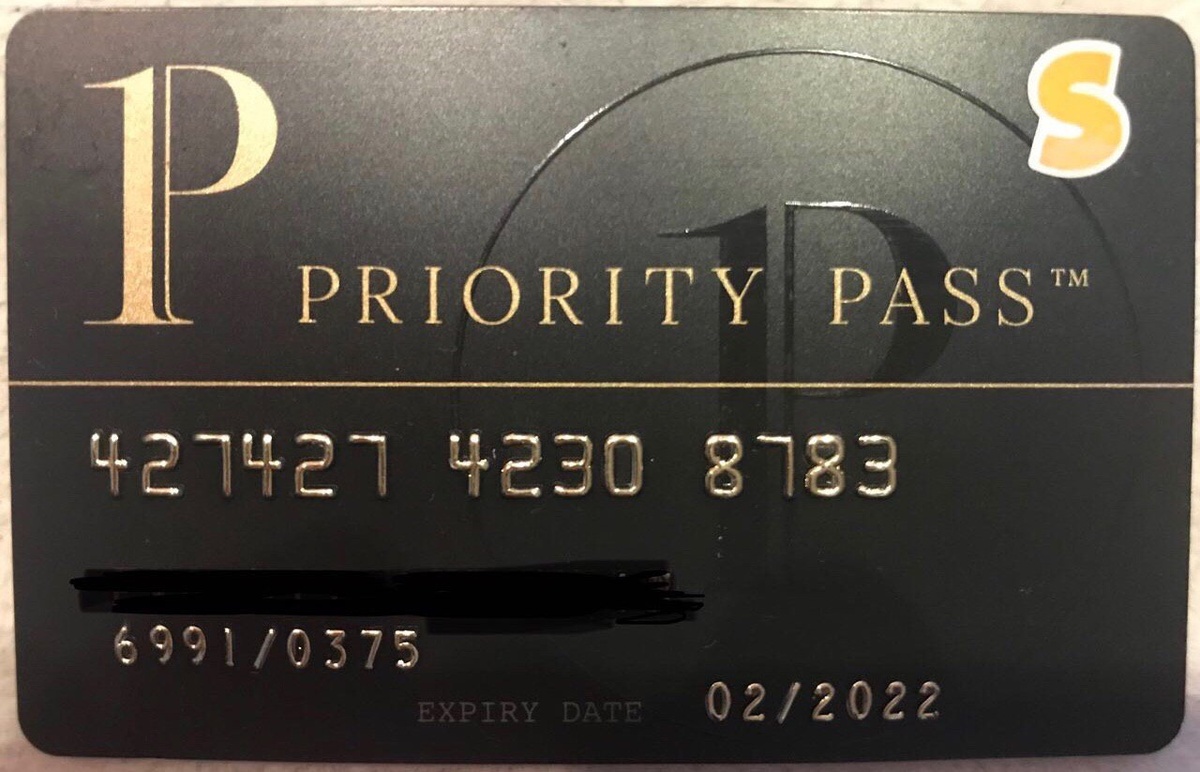 S
P PRIORITY PASS™
427427 4230 8783
6991/0375
EXPIRY DATE 02/2022